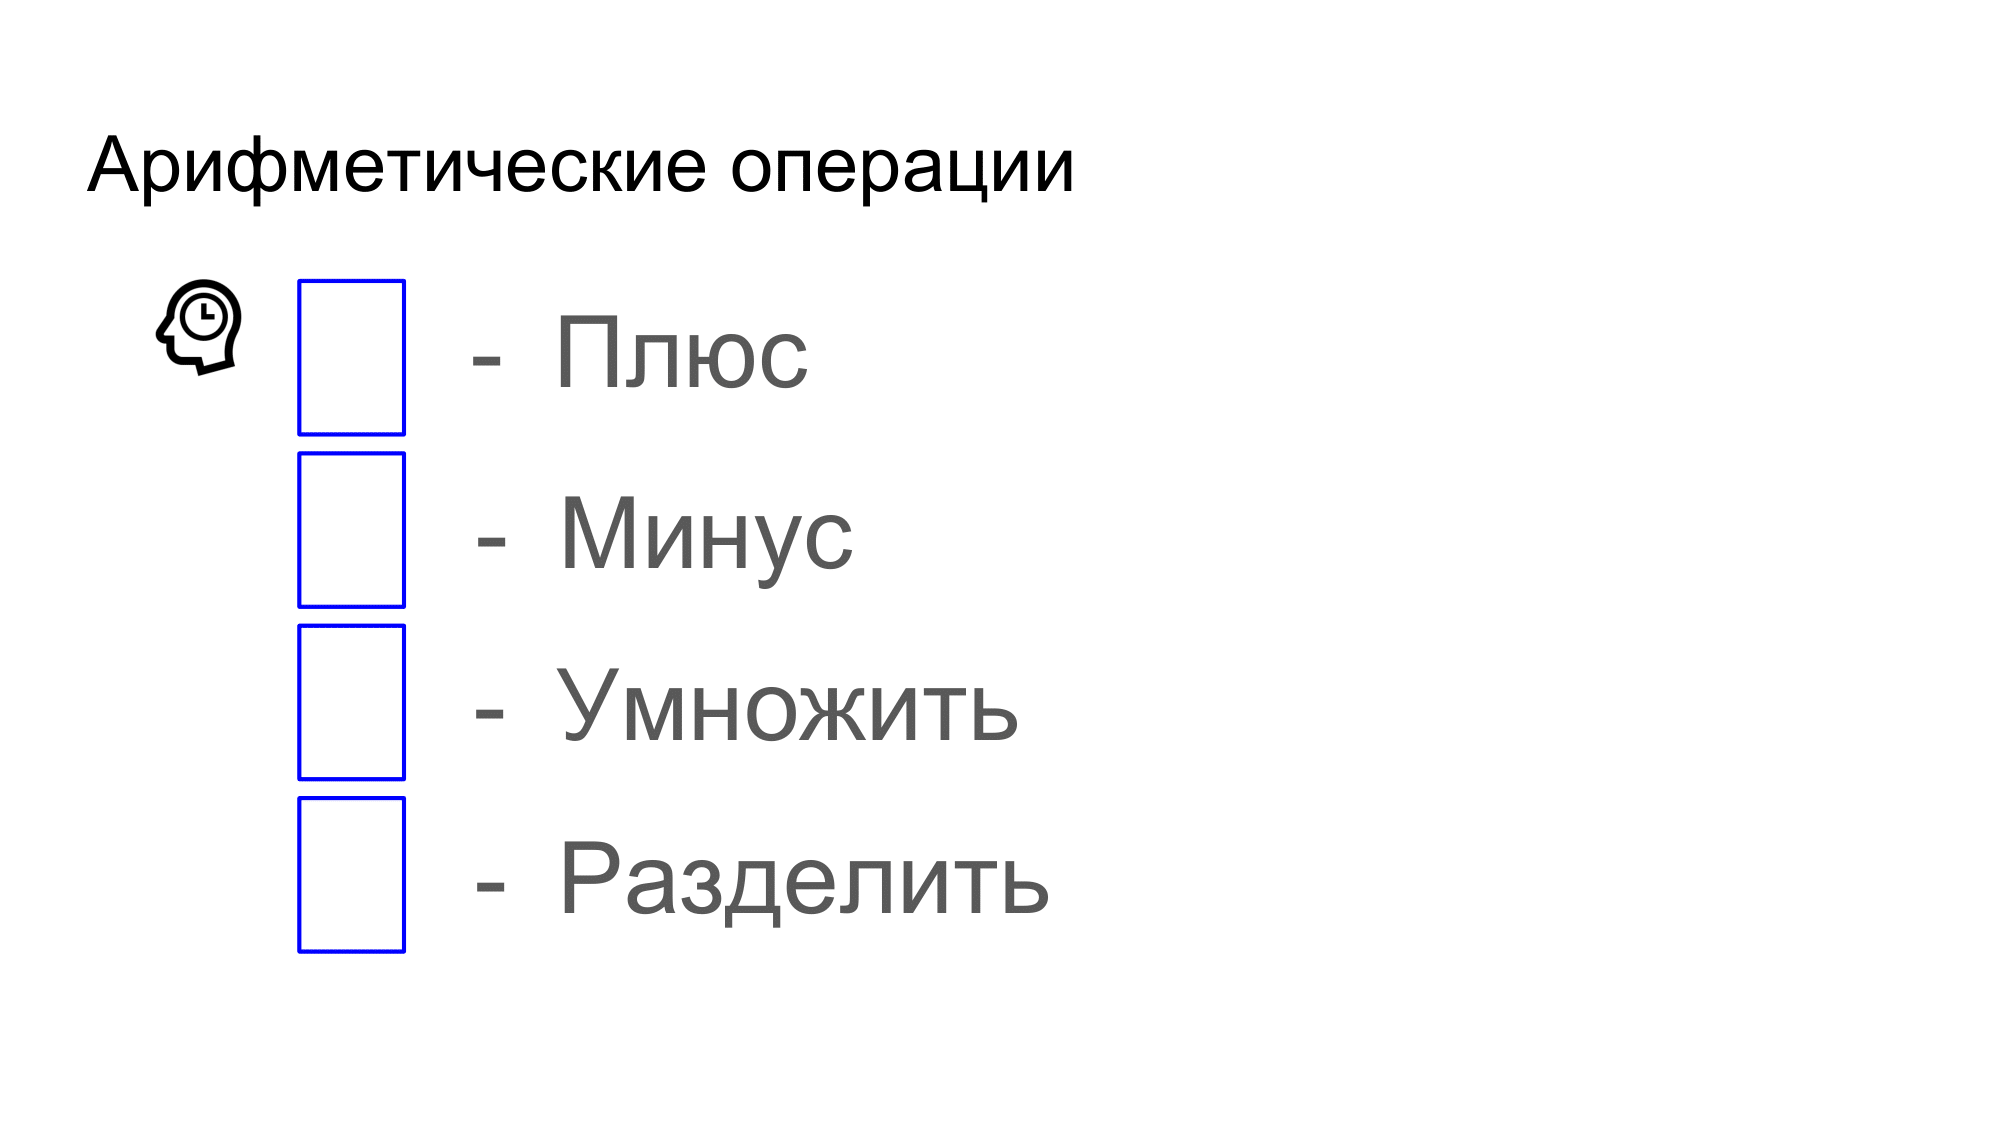 Арифметические операции
- Плюс
- Минус
- Умножить
- Разделить